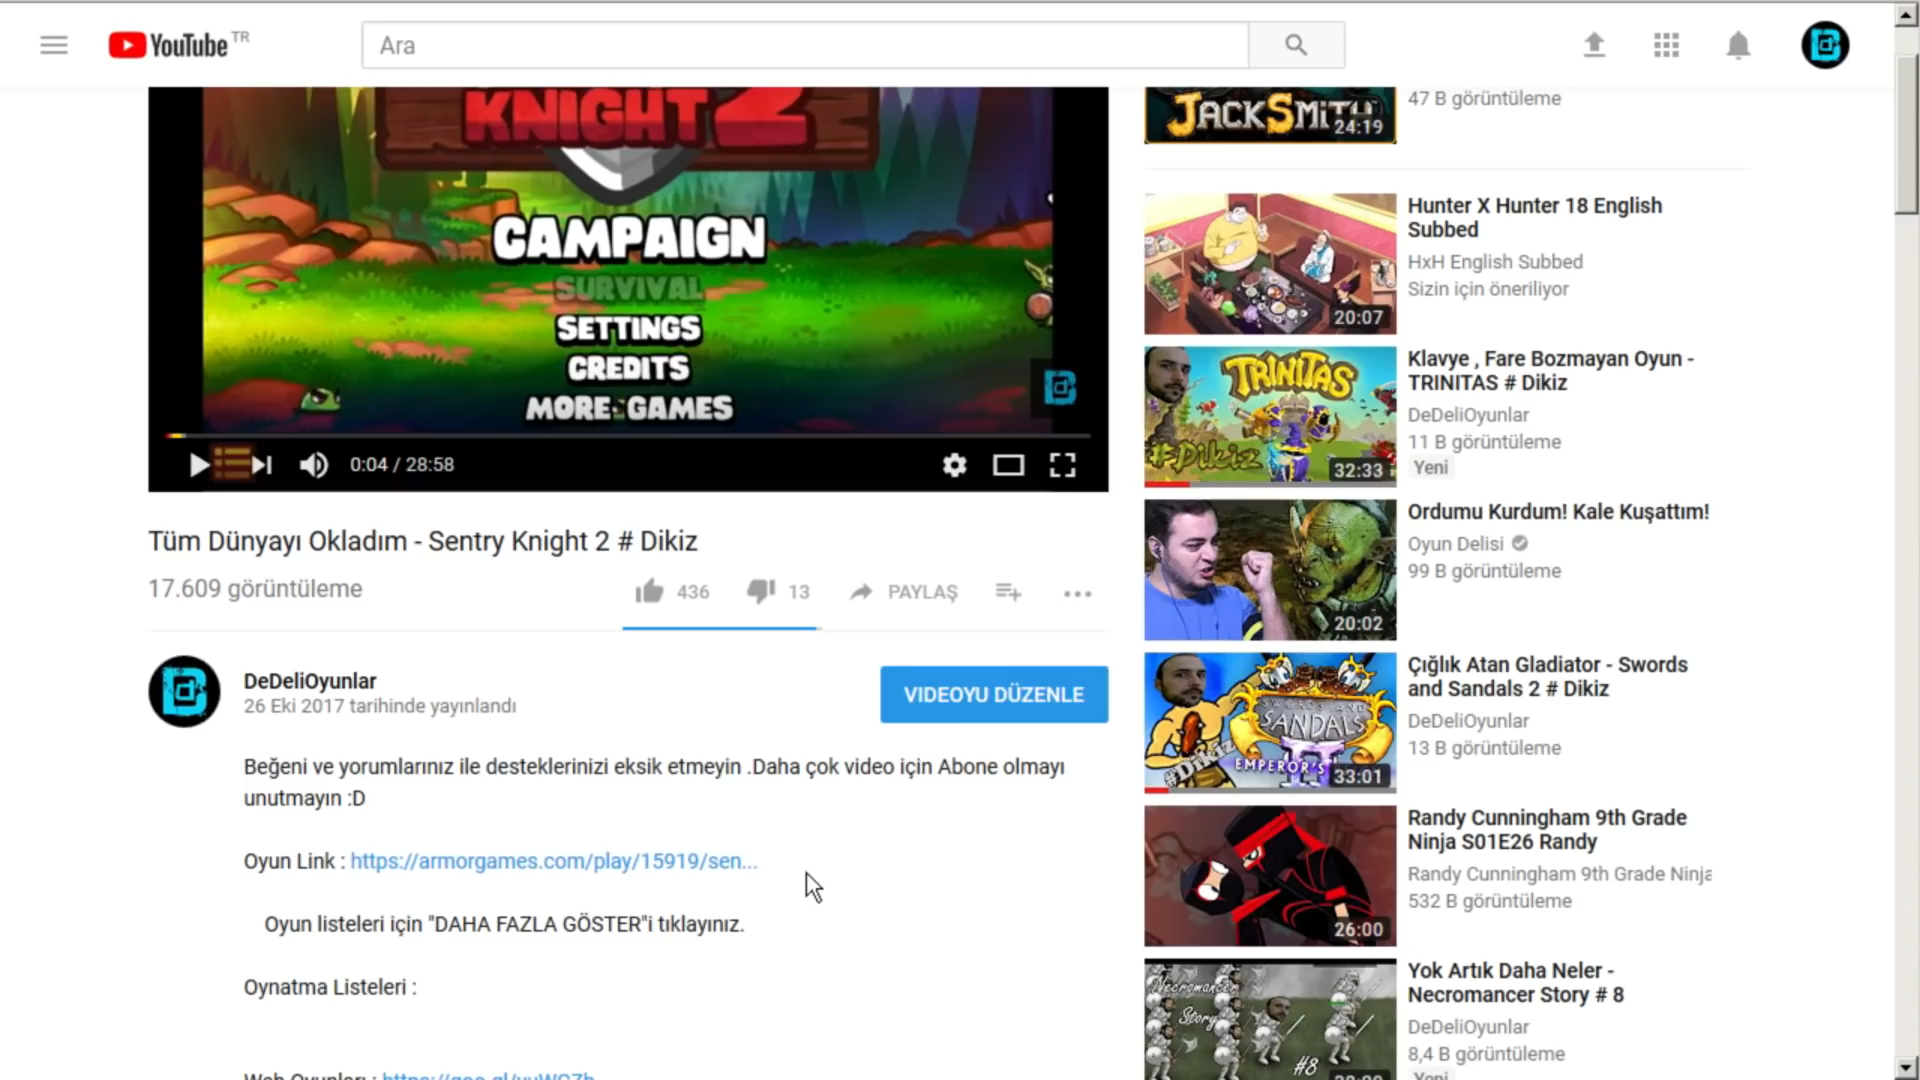 YouTube TR
Ara
KNIGHT 2
CAMPAIGN
SURVIVAL
SETTINGS
CREDITS
MORE GAMES
0:04 / 28:58
Tüm Dünyayı Okladım - Sentry Knight 2 # Dikiz
17.609 görüntüleme
436
13
PAYLAŞ
DeDeliOyunlar
26 Eki 2017 tarihinde yayınlandı
VIDEOYU DÜZENLE
Beğeni ve yorumlarınız ile desteklerinizi eksik etmeyin .Daha çok video için Abone olmayı
unutmayın :D
Oyun Link : https://armorgames.com/play/15919/sen...
Oyun listeleri için "DAHA FAZLA GÖSTER"i tıklayınız.
Oynatma Listeleri :
JACKSMITH
24:19
47 B görüntüleme
20:07
Hunter X Hunter 18 English
Subbed
HxH English Subbed
Sizin için öneriliyor
TRINITAS
#Dikiz
32:33
Klavye , Fare Bozmayan Oyun -
TRINITAS # Dikiz
DeDeliOyunlar
11 B görüntüleme
Yeni
20:02
Ordumu Kurdum! Kale Kuşattım!
Oyun Delisi
99 B görüntüleme
SWORDS AND
SANDALS
II
EMPEROR'S
#Dikiz
33:01
Çığlık Atan Gladiator - Swords
and Sandals 2 # Dikiz
DeDeliOyunlar
13 B görüntüleme
26:00
Randy Cunningham 9th Grade
Ninja S01E26 Randy
Randy Cunningham 9th Grade Ninja
532 B görüntüleme
Necromancer
Story
#8
Yok Artık Daha Neler -
Necromancer Story # 8
DeDeliOyunlar
8,4 B görüntüleme
Yeni